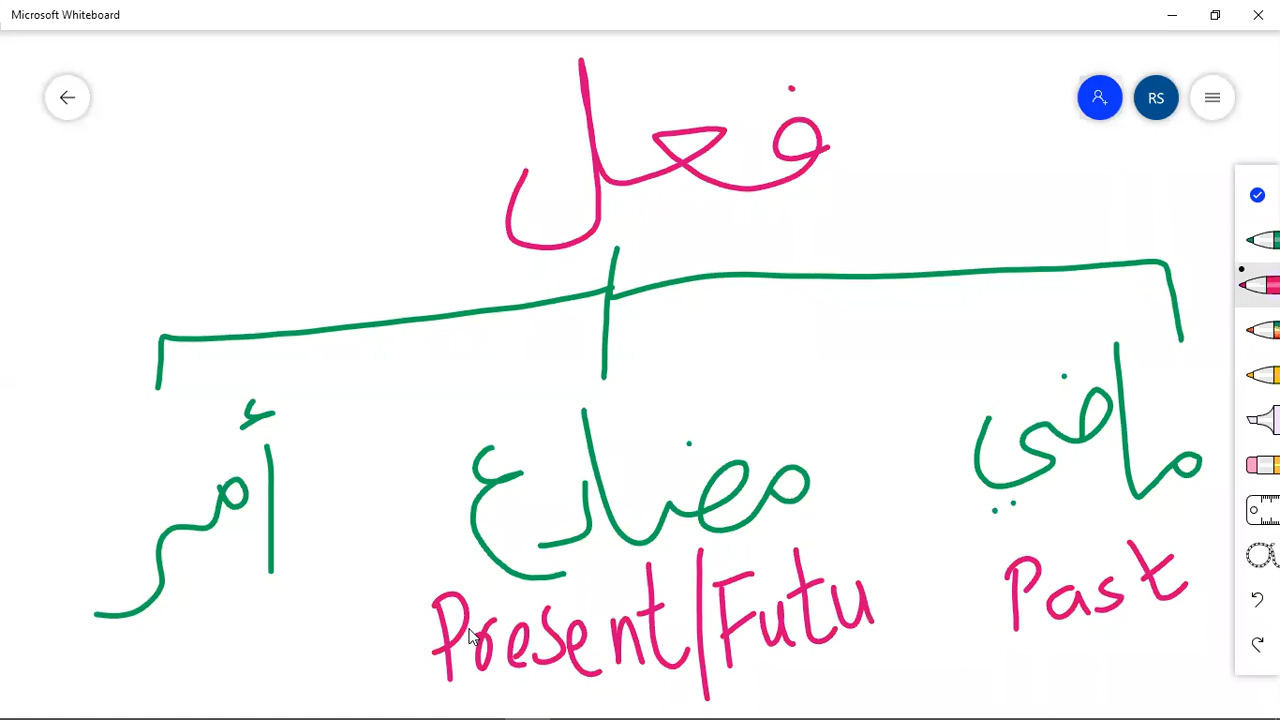 Microsoft Whiteboard
RS
فعل
ماضي مضارع أمر
Past
Present/Futu